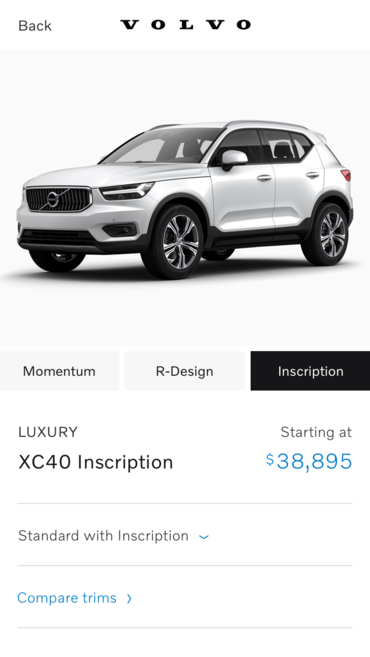 Back
VOLVO
Momentum
R-Design
Inscription
LUXURY
Starting at
XC40 Inscription
$38,895
Standard with Inscription
Compare trims